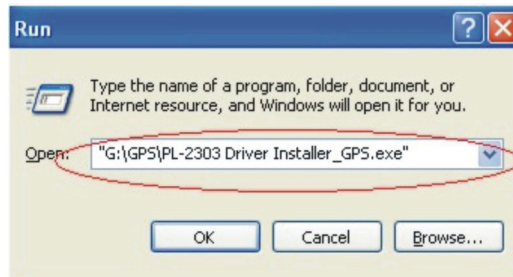 Run
Type the name of a program, folder, document, or
Internet resource, and Windows will open it for you.
Open: "G:\GPS\PL-2303 Driver Installer_GPS.exe"
OK Cancel Browse...